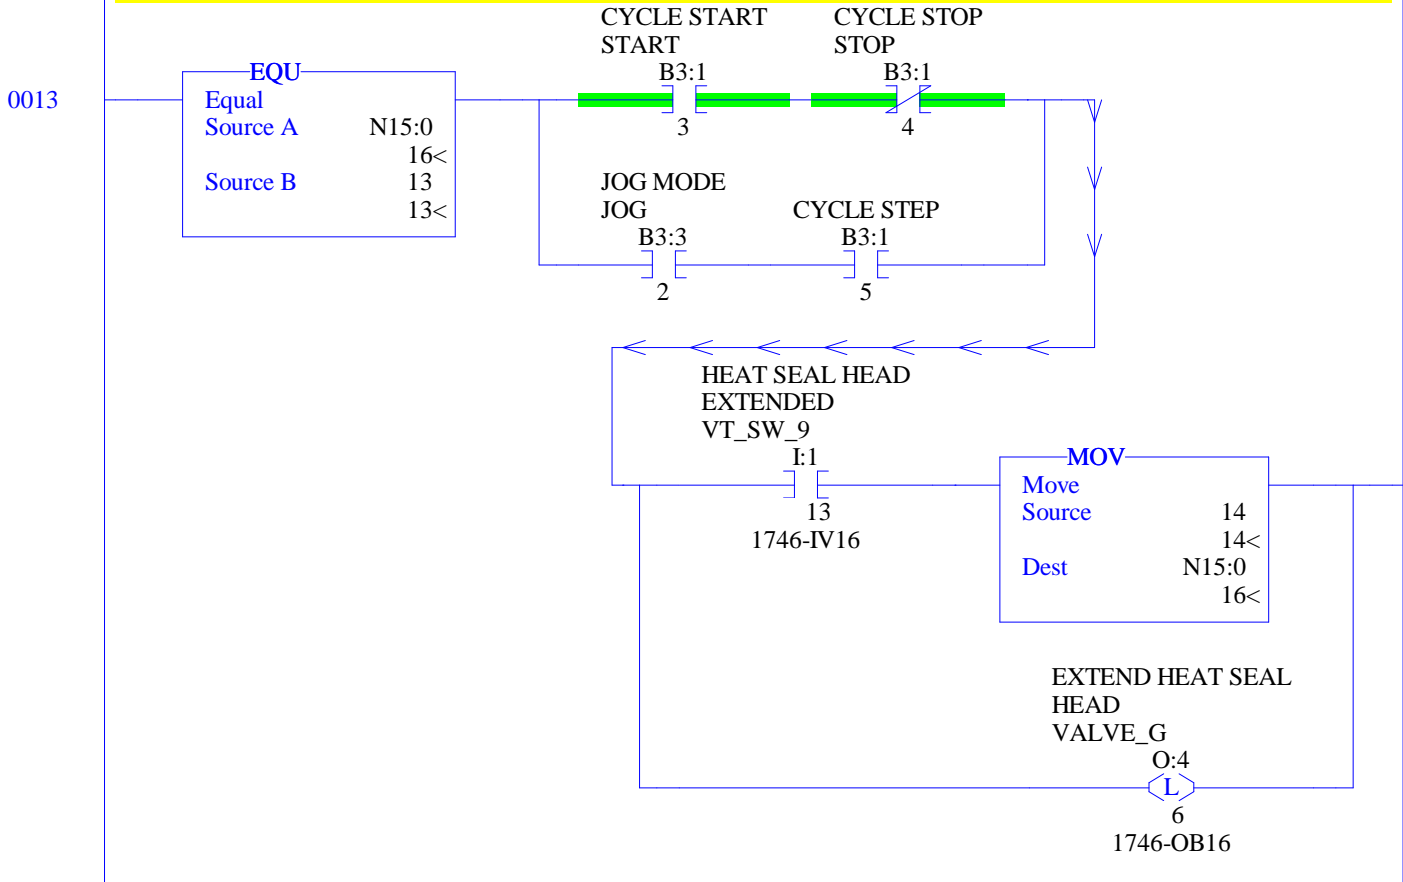 CYCLE START
START
B3:1
3
CYCLE STOP
STOP
B3:1
4
0013
EQU
Equal
Source A N15:0
16<
Source B 13
13<
JOG MODE
JOG
B3:3
2
CYCLE STEP
B3:1
5
HEAT SEAL HEAD
EXTENDED
VT_SW_9
I:1
13
1746-IV16
MOV
Move
Source 14
14<
Dest N15:0
16<
EXTEND HEAT SEAL
HEAD
VALVE_G
O:4
L
6
1746-OB16